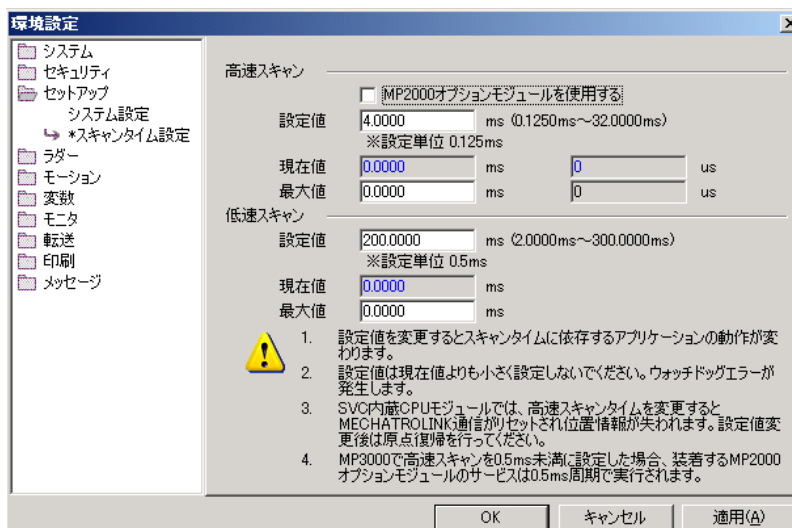 環境設定
システム
セキュリティ
セットアップ
システム設定
*スキャンタイム設定
ラダー
モーション
変数
モニタ
転送
印刷
メッセージ
高速スキャン
MP2000オプションモジュールを使用する
設定値 4.0000 ms (0.1250ms～32.0000ms)
※設定単位 0.125ms
現在値 0.0000 ms 0 us
最大値 0.0000 ms 0 us
低速スキャン
設定値 200.0000 ms (2.0000ms～300.0000ms)
※設定単位 0.5ms
現在値 0.0000 ms
最大値 0.0000 ms
1. 設定値を変更するとスキャンタイムに依存するアプリケーションの動作が変
わります。
2. 設定値は現在値よりも小さく設定しないでください。ウォッチドッグエラーが
発生します。
3. SVC内蔵CPUモジュールでは、高速スキャンタイムを変更すると
MECHATROLINK通信がリセットされ位置情報が失われます。設定値変
更後は原点復帰を行ってください。
4. MP3000で高速スキャンを0.5ms未満に設定した場合、装着するMP2000
オプションモジュールのサービスは0.5ms周期で実行されます。
OK キャンセル 適用(A)